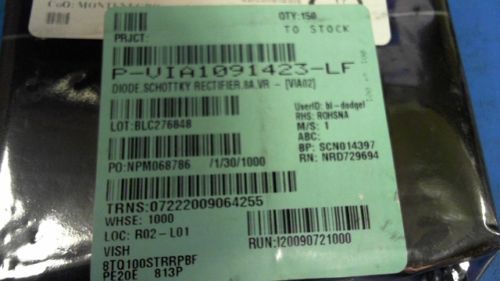 QTY:150
PRJCT:
TO STOCK
P-VIA1091423-LF
DIODE,SCHOTTKY RECTIFIER,8A,VR - [VIA02]
LOT:BLC276848
UserID: bl-dodgel
RHS: ROHSNA
M/S: 1
ABC:
BP: SCN014397
RN: NRD729694
PO:NPM068786 /1/30/1000
TRNS:07222009064255
WHSE: 1000
LOC: R02-L01
RUN:I20090721000
VISH
8TQ100STRRPBF
PE20E 813P